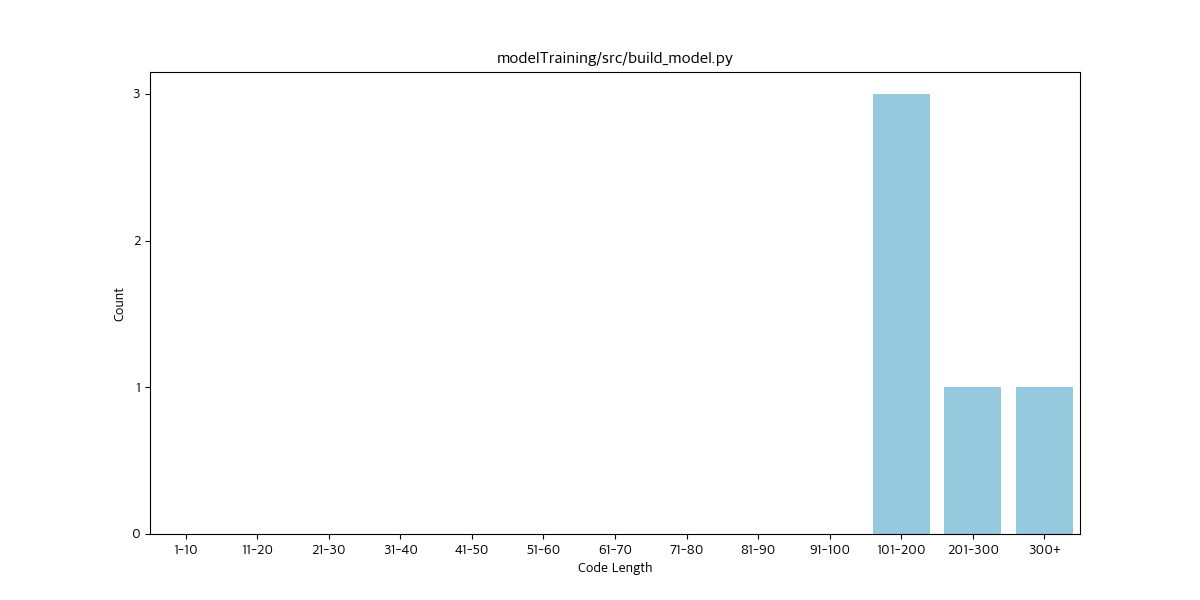 modelTraining/src/build_model.py
3
2
1
0
Count
1-10 11-20 21-30 31-40 41-50 51-60 61-70 71-80 81-90 91-100 101-200 201-300 300+
Code Length